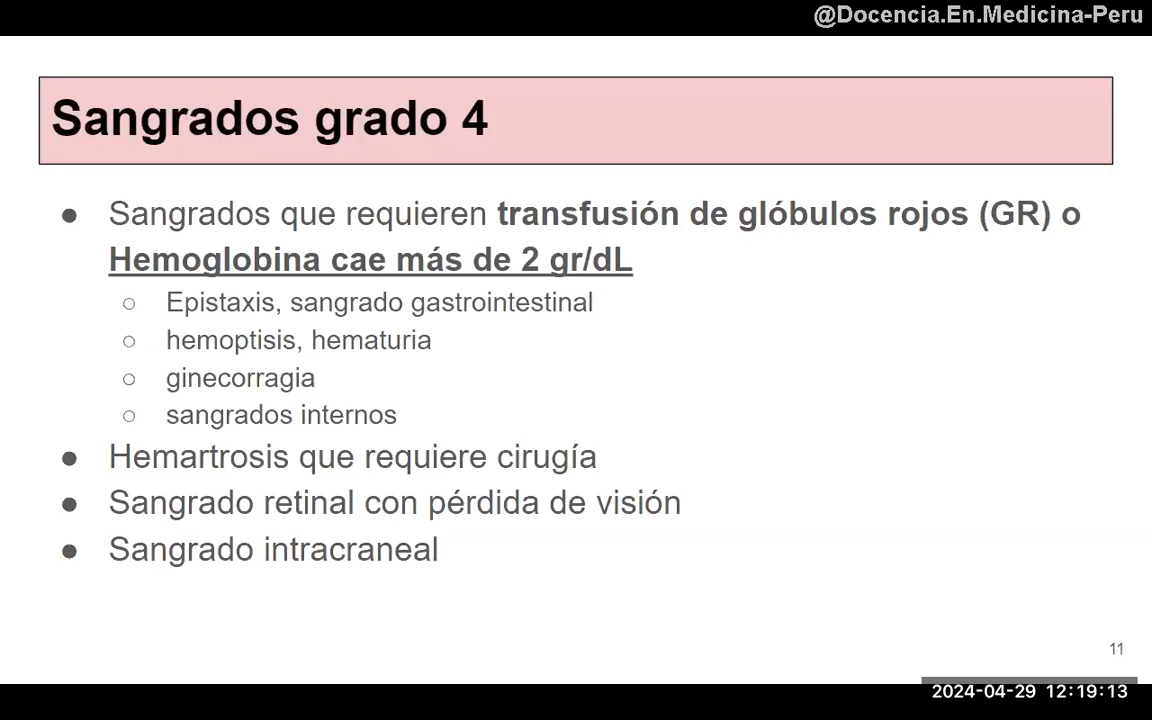 @Docencia.En.Medicina-Peru
Sangrados grado 4
● Sangrados que requieren transfusión de glóbulos rojos (GR) o
Hemoglobina cae más de 2 gr/dL
○ Epistaxis, sangrado gastrointestinal
○ hemoptisis, hematuria
○ ginecorragia
○ sangrados internos
● Hemartrosis que requiere cirugía
● Sangrado retinal con pérdida de visión
● Sangrado intracraneal
11
2024-04-29 12:19:13